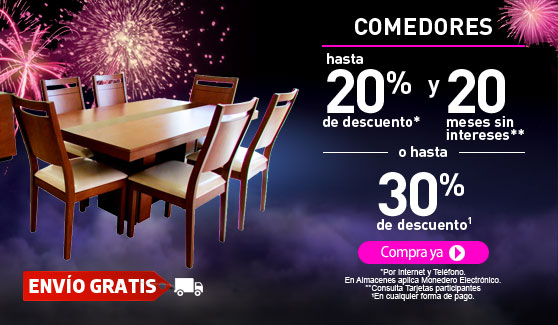 COMEDORES
hasta
20% y 20
de descuento* meses sin
intereses**
o hasta
30%
de descuento¹
Compra ya
*Por Internet y Teléfono.
En Almacenes aplica Monedero Electrónico.
**Consulta Tarjetas participantes
¹En cualquier forma de pago.
ENVÍO GRATIS